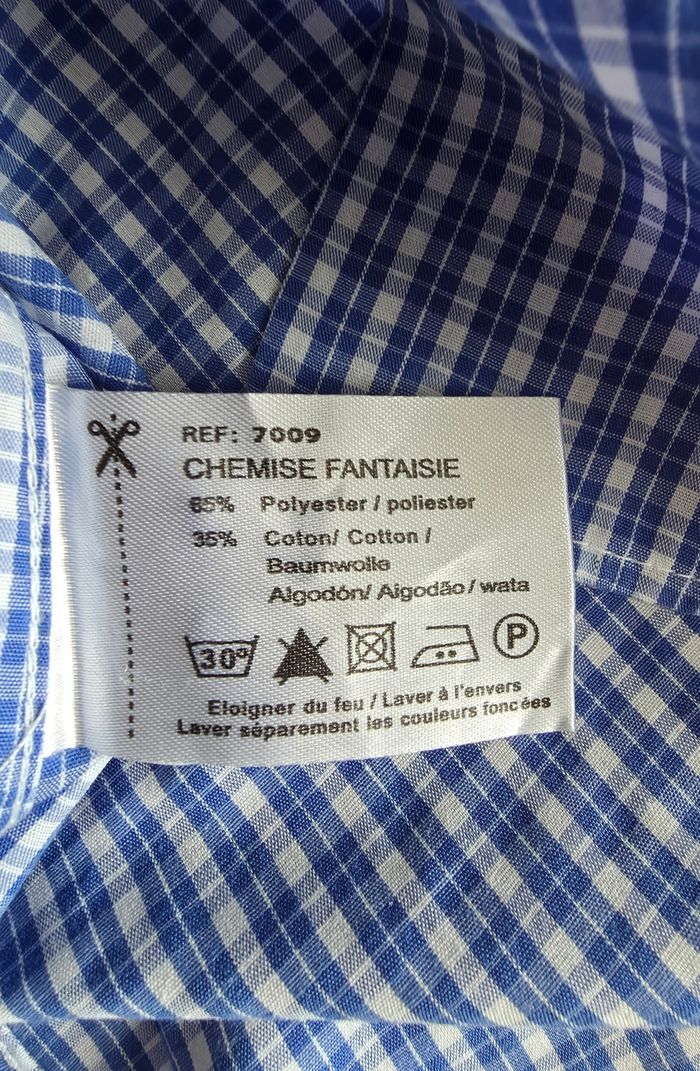 REF: 7009
CHEMISE FANTAISIE
65% Polyester / poliester
35% Coton/ Cotton /
Baumwolle
Algodón/ Algodão/ wata
30° P
Eloigner du feu / Laver à l'envers
Laver séparement les couleurs foncées